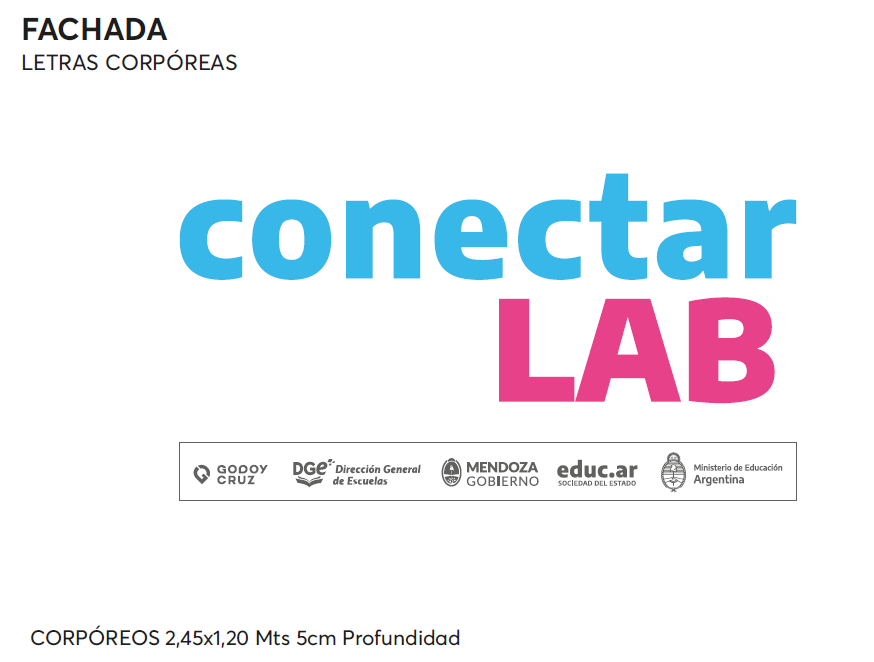 FACHADA
LETRAS CORPÓREAS
conectar
LAB
GODOY
CRUZ
DGE
Dirección General
de Escuelas
MENDOZA
GOBIERNO
educ.ar
SOCIEDAD DEL ESTADO
Ministerio de Educación
Argentina
CORPÓREOS 2,45x1,20 Mts 5cm Profundidad